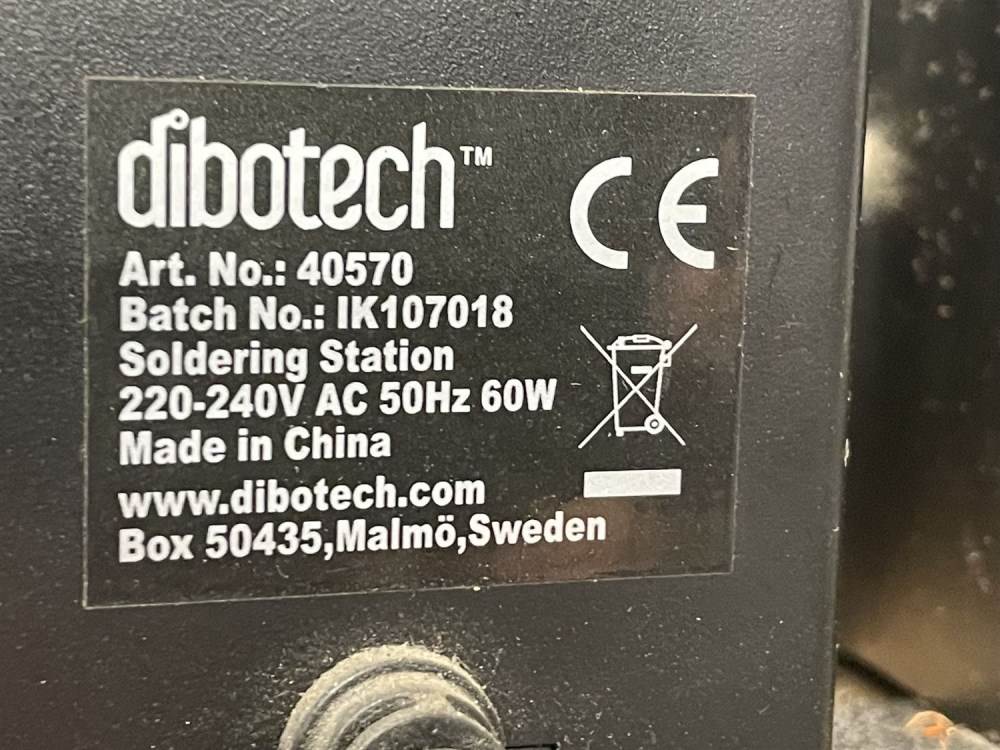 dibotech™
CE
Art. No.: 40570
Batch No.: IK107018
Soldering Station
220-240V AC 50Hz 60W
Made in China
www.dibotech.com
Box 50435,Malmö,Sweden